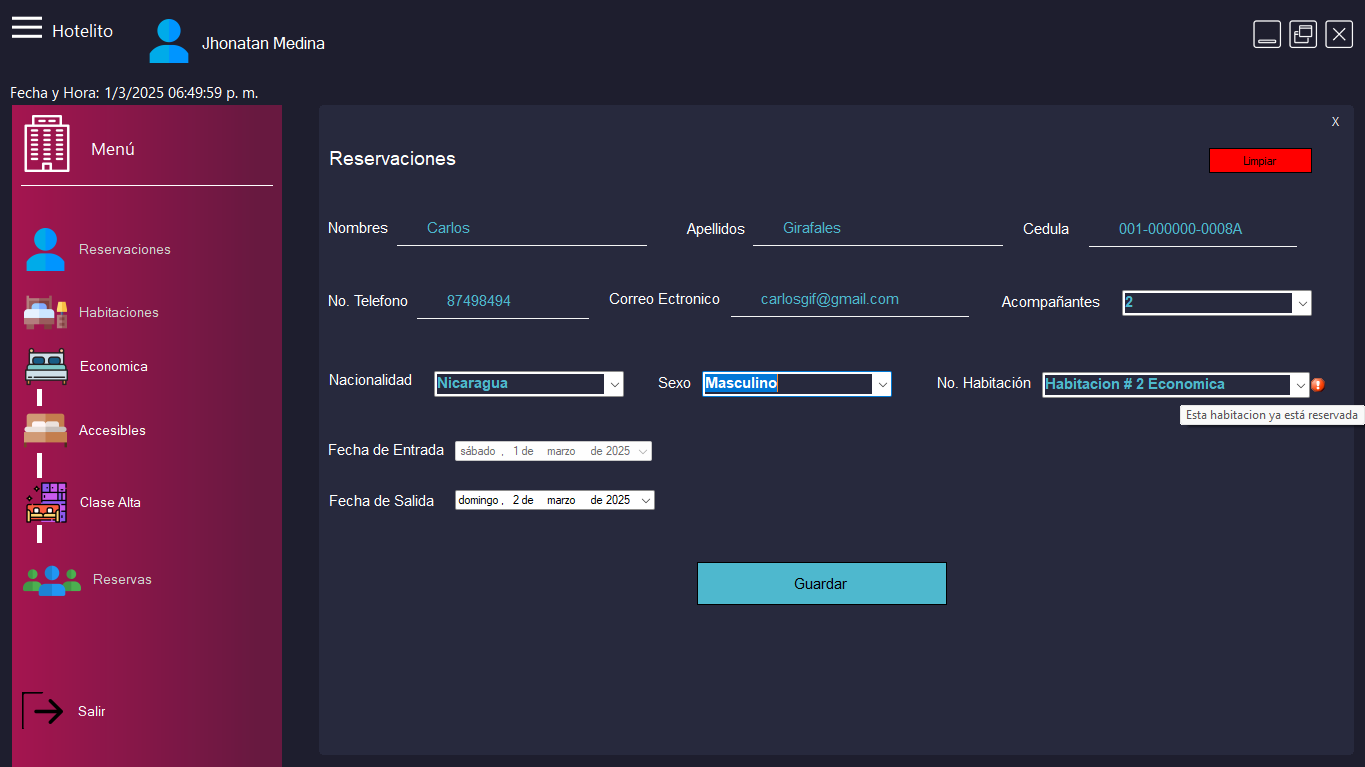 Hotelito
Jhonatan Medina
Fecha y Hora: 1/3/2025 06:49:59 p. m.
Menú
Reservaciones
Habitaciones
Economica
Accesibles
Clase Alta
Reservas
Salir
X
Reservaciones
Limpiar
Nombres Carlos Apellidos Girafales Cedula 001-000000-0008A
No. Telefono 87498494 Correo Ectronico carlosgif@gmail.com Acompañantes 2
Nacionalidad Nicaragua Sexo Masculino No. Habitación Habitacion # 2 Economica
Esta habitacion ya está reservada
Fecha de Entrada sábado , 1 de marzo de 2025
Fecha de Salida domingo , 2 de marzo de 2025
Guardar